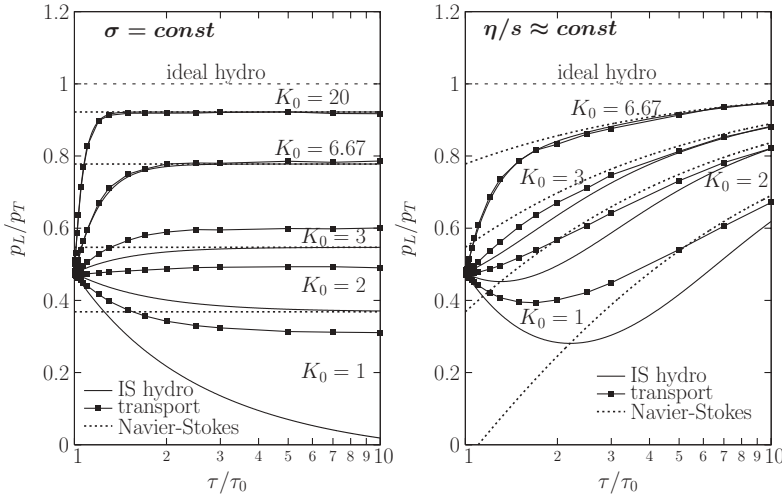 σ = const
ideal hydro
K₀ = 20
K₀ = 6.67
K₀ = 3
K₀ = 2
K₀ = 1
IS hydro
transport
Navier-Stokes
p_L/p_T
1.2
1
0.8
0.6
0.4
0.2
0
1 2 3 4 5 6 7 8 9 10
τ/τ₀
η/s ≈ const
ideal hydro
K₀ = 6.67
K₀ = 3
K₀ = 2
K₀ = 1
IS hydro
transport
Navier-Stokes
p_L/p_T
1.2
1
0.8
0.6
0.4
0.2
0
1 2 3 4 5 6 7 8 9 10
τ/τ₀